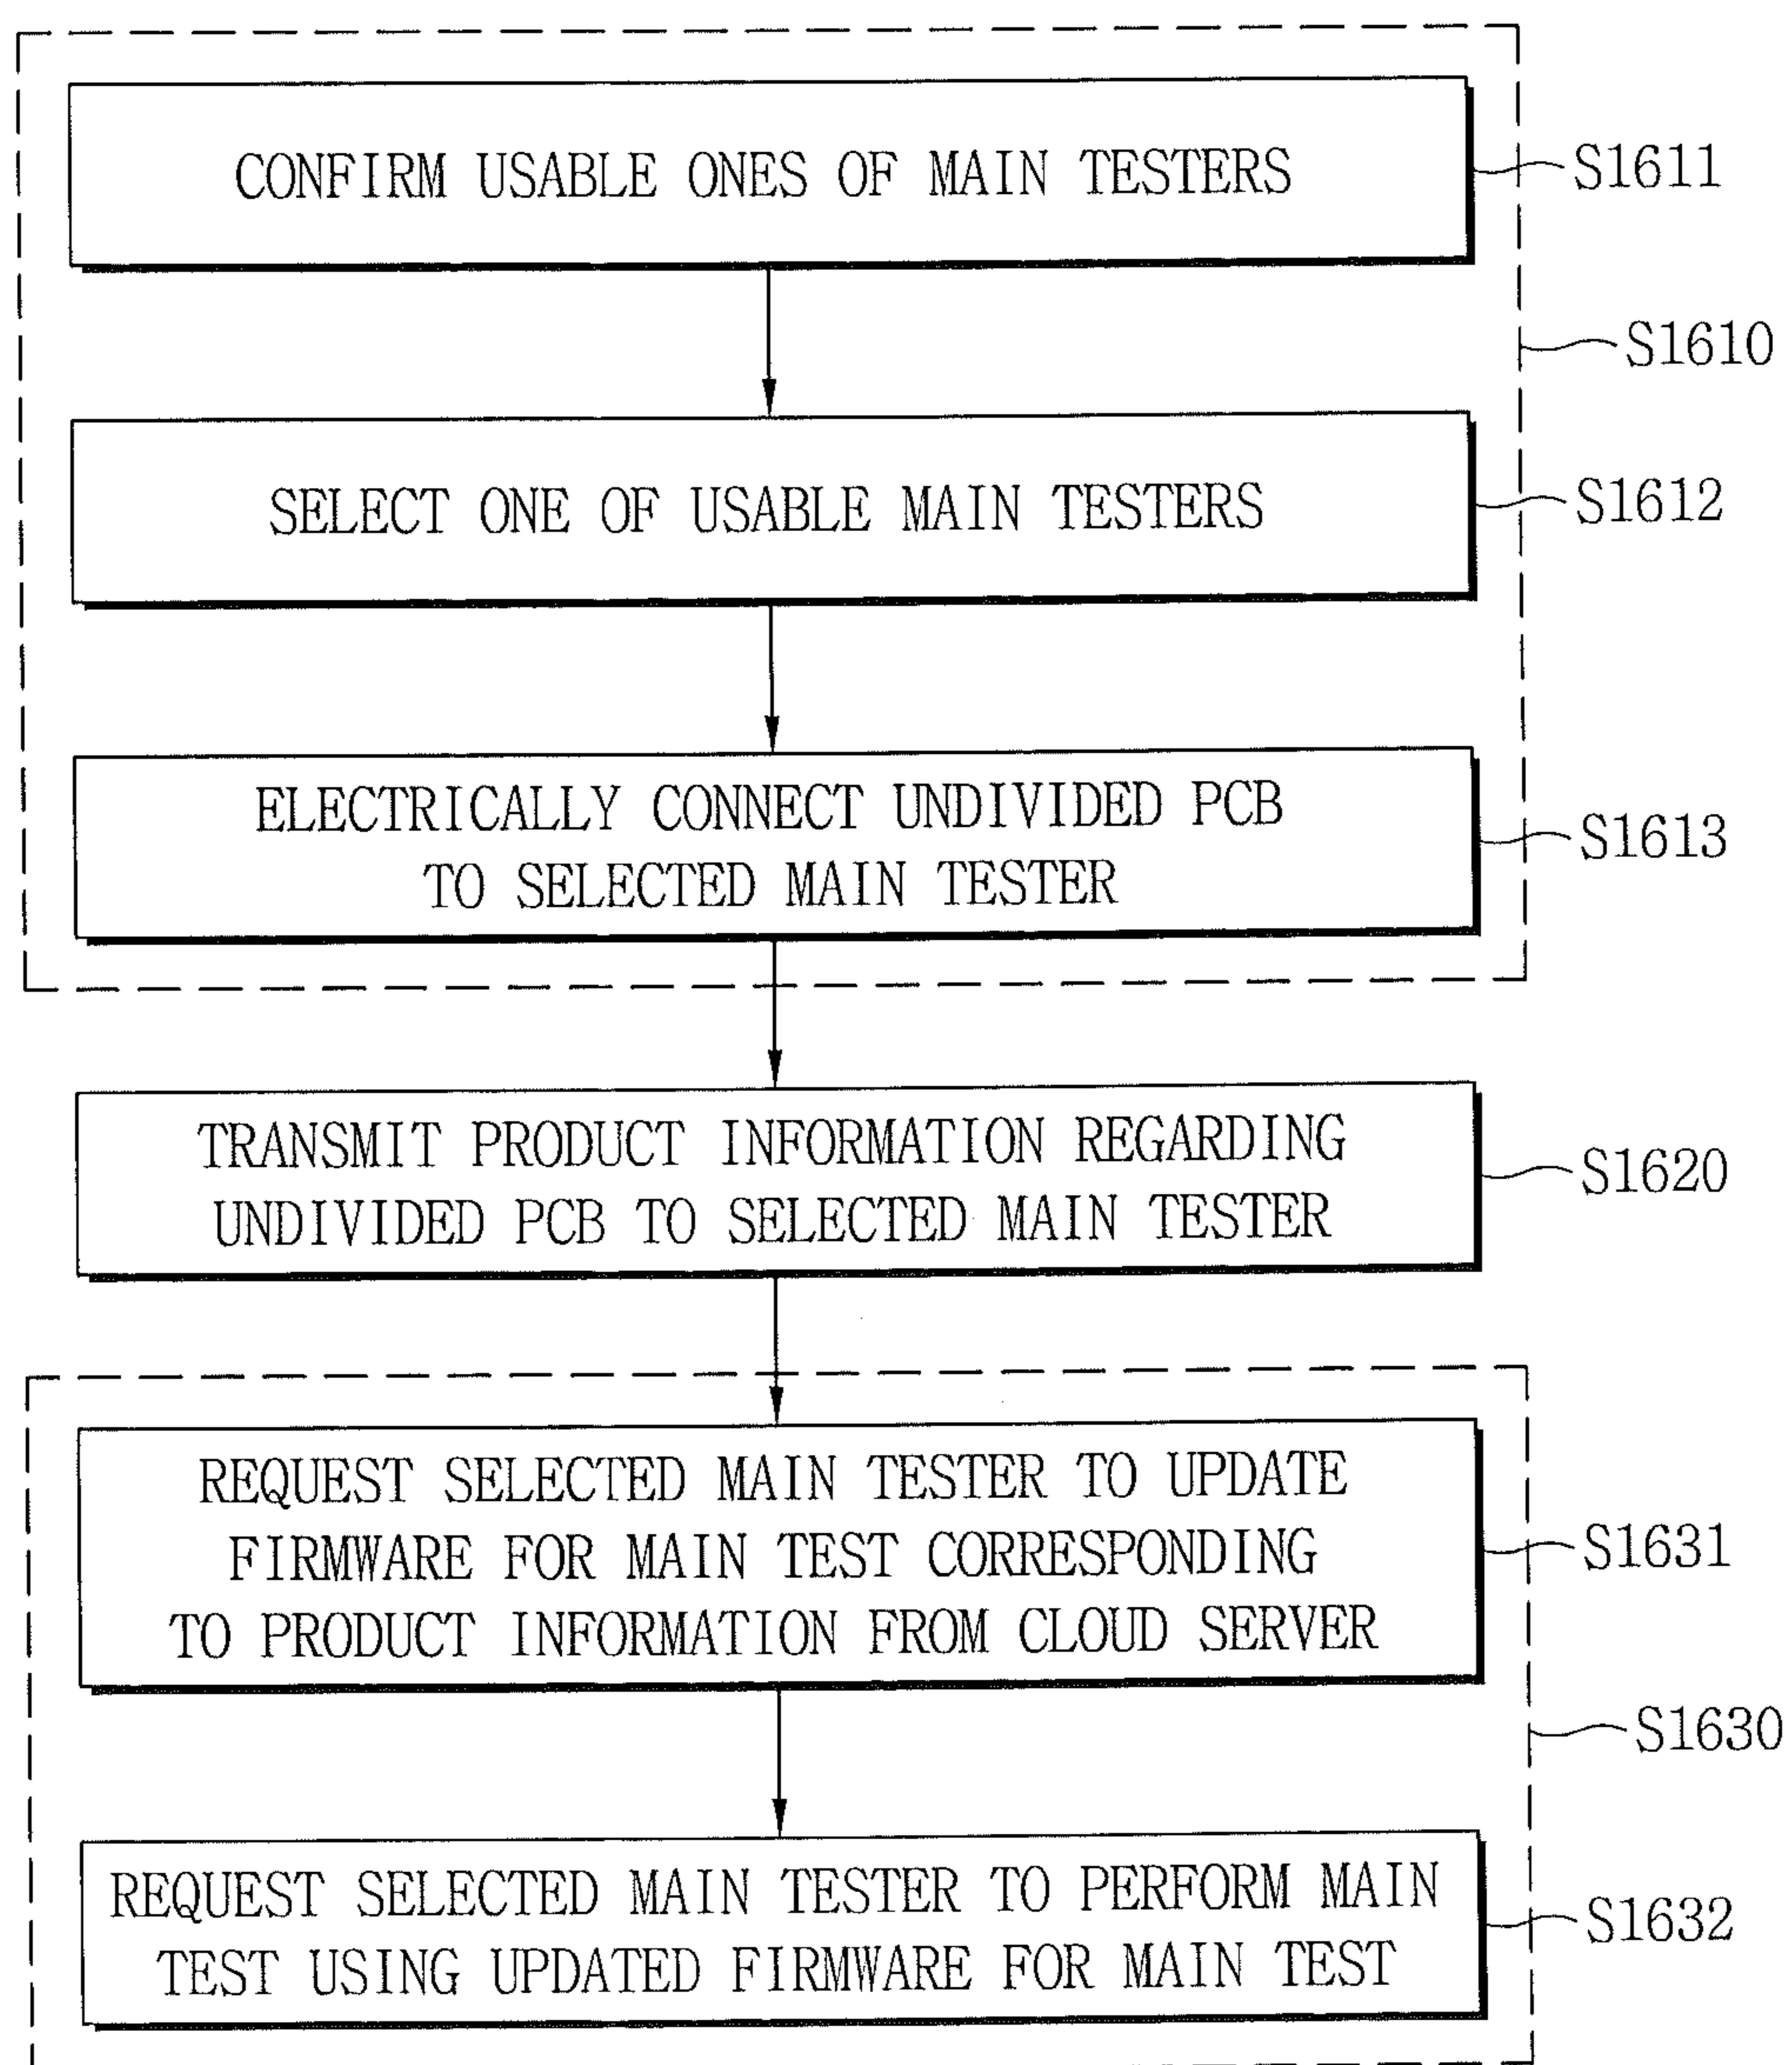 CONFIRM USABLE ONES OF MAIN TESTERS
S1611
S1610
SELECT ONE OF USABLE MAIN TESTERS
S1612
ELECTRICALLY CONNECT UNDIVIDED PCB
TO SELECTED MAIN TESTER
S1613
TRANSMIT PRODUCT INFORMATION REGARDING
UNDIVIDED PCB TO SELECTED MAIN TESTER
S1620
REQUEST SELECTED MAIN TESTER TO UPDATE
FIRMWARE FOR MAIN TEST CORRESPONDING
TO PRODUCT INFORMATION FROM CLOUD SERVER
S1631
S1630
REQUEST SELECTED MAIN TESTER TO PERFORM MAIN
TEST USING UPDATED FIRMWARE FOR MAIN TEST
S1632